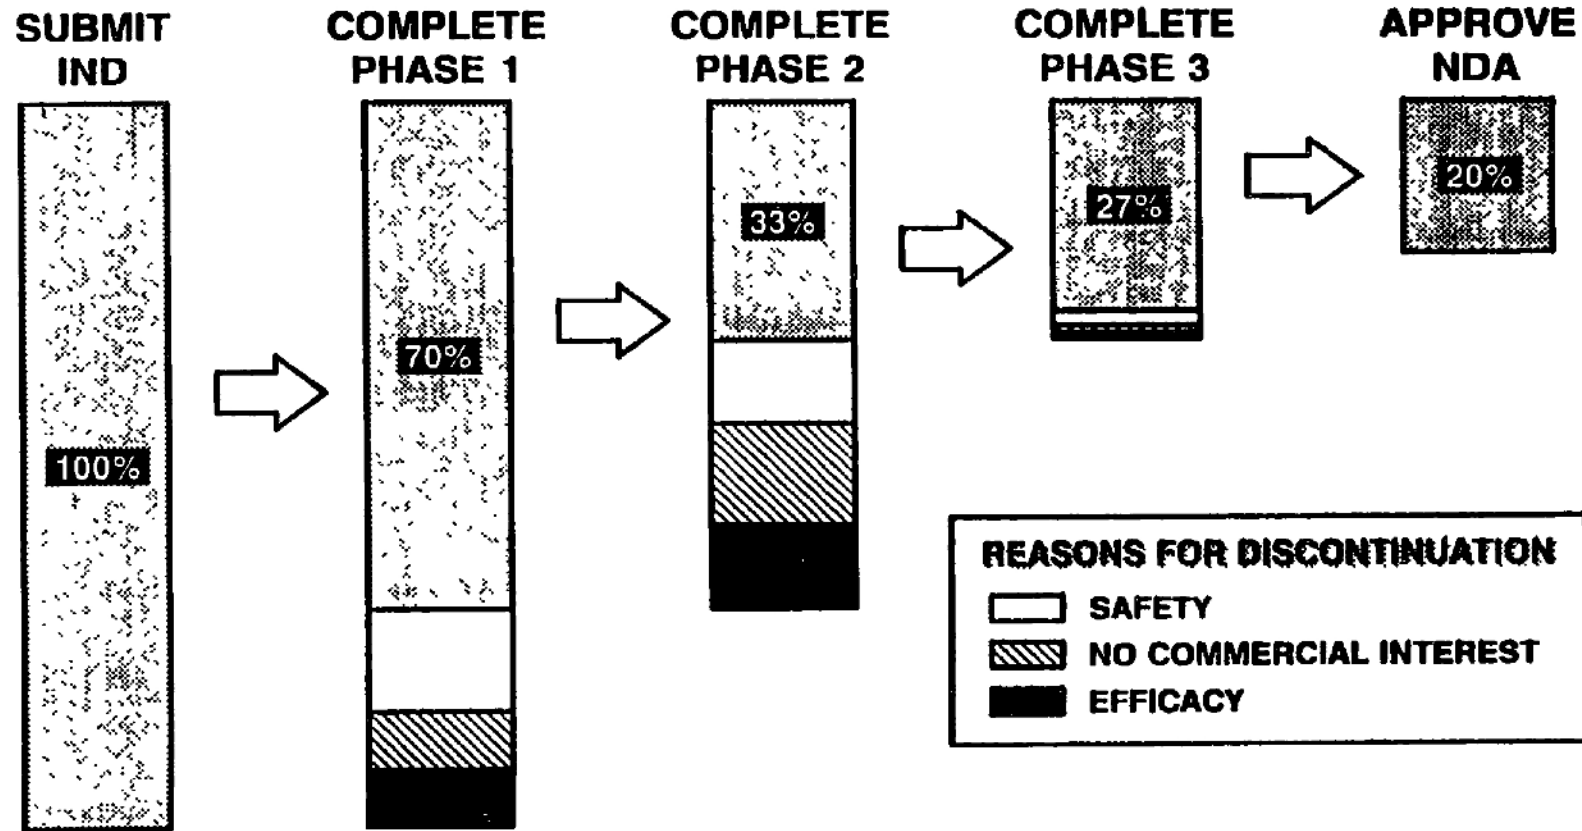 SUBMIT
IND
COMPLETE
PHASE 1
COMPLETE
PHASE 2
COMPLETE
PHASE 3
APPROVE
NDA
100%
70%
33%
27%
20%
REASONS FOR DISCONTINUATION
SAFETY
NO COMMERCIAL INTEREST
EFFICACY